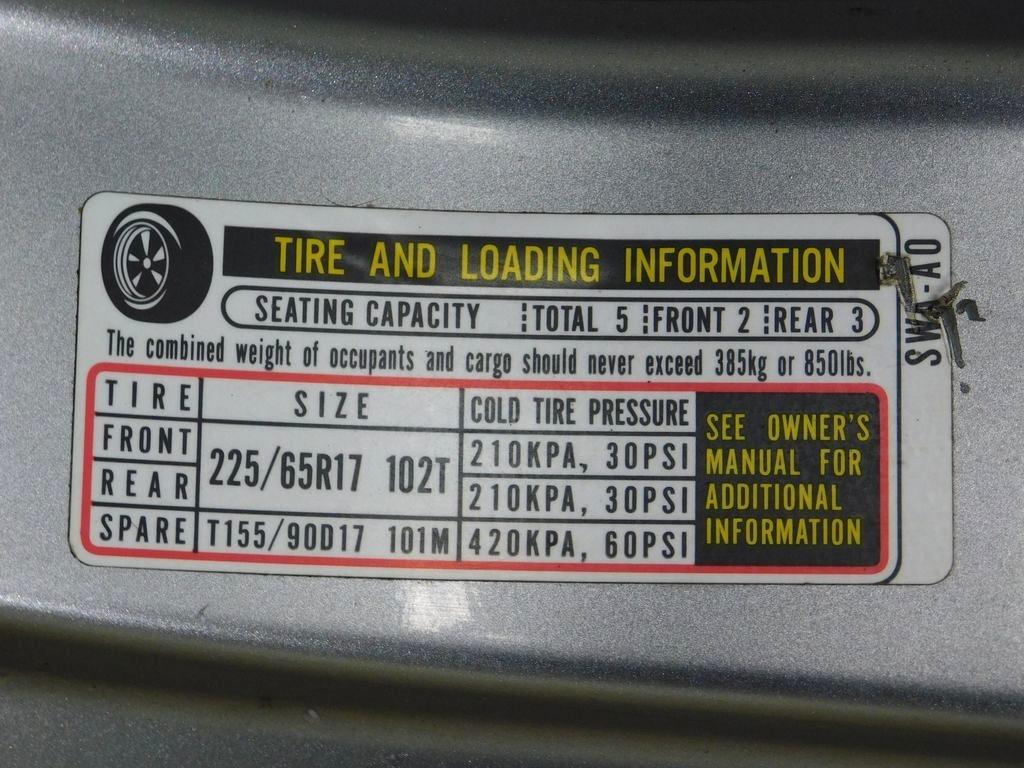 TIRE AND LOADING INFORMATION
SEATING CAPACITY TOTAL 5 FRONT 2 REAR 3
The combined weight of occupants and cargo should never exceed 385kg or 850lbs.
TIRE SIZE COLD TIRE PRESSURE
FRONT 225/65R17 102T 210KPA, 30PSI
REAR 210KPA, 30PSI
SPARE T155/90D17 101M 420KPA, 60PSI
SEE OWNER'S
MANUAL FOR
ADDITIONAL
INFORMATION